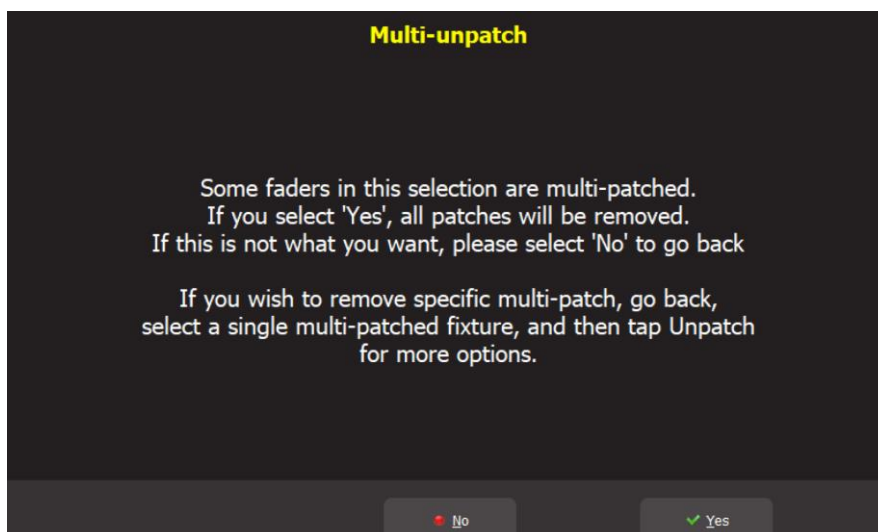 Multi-unpatch
Some faders in this selection are multi-patched.
If you select 'Yes', all patches will be removed.
If this is not what you want, please select 'No' to go back
If you wish to remove specific multi-patch, go back,
select a single multi-patched fixture, and then tap Unpatch
for more options.
No
Yes